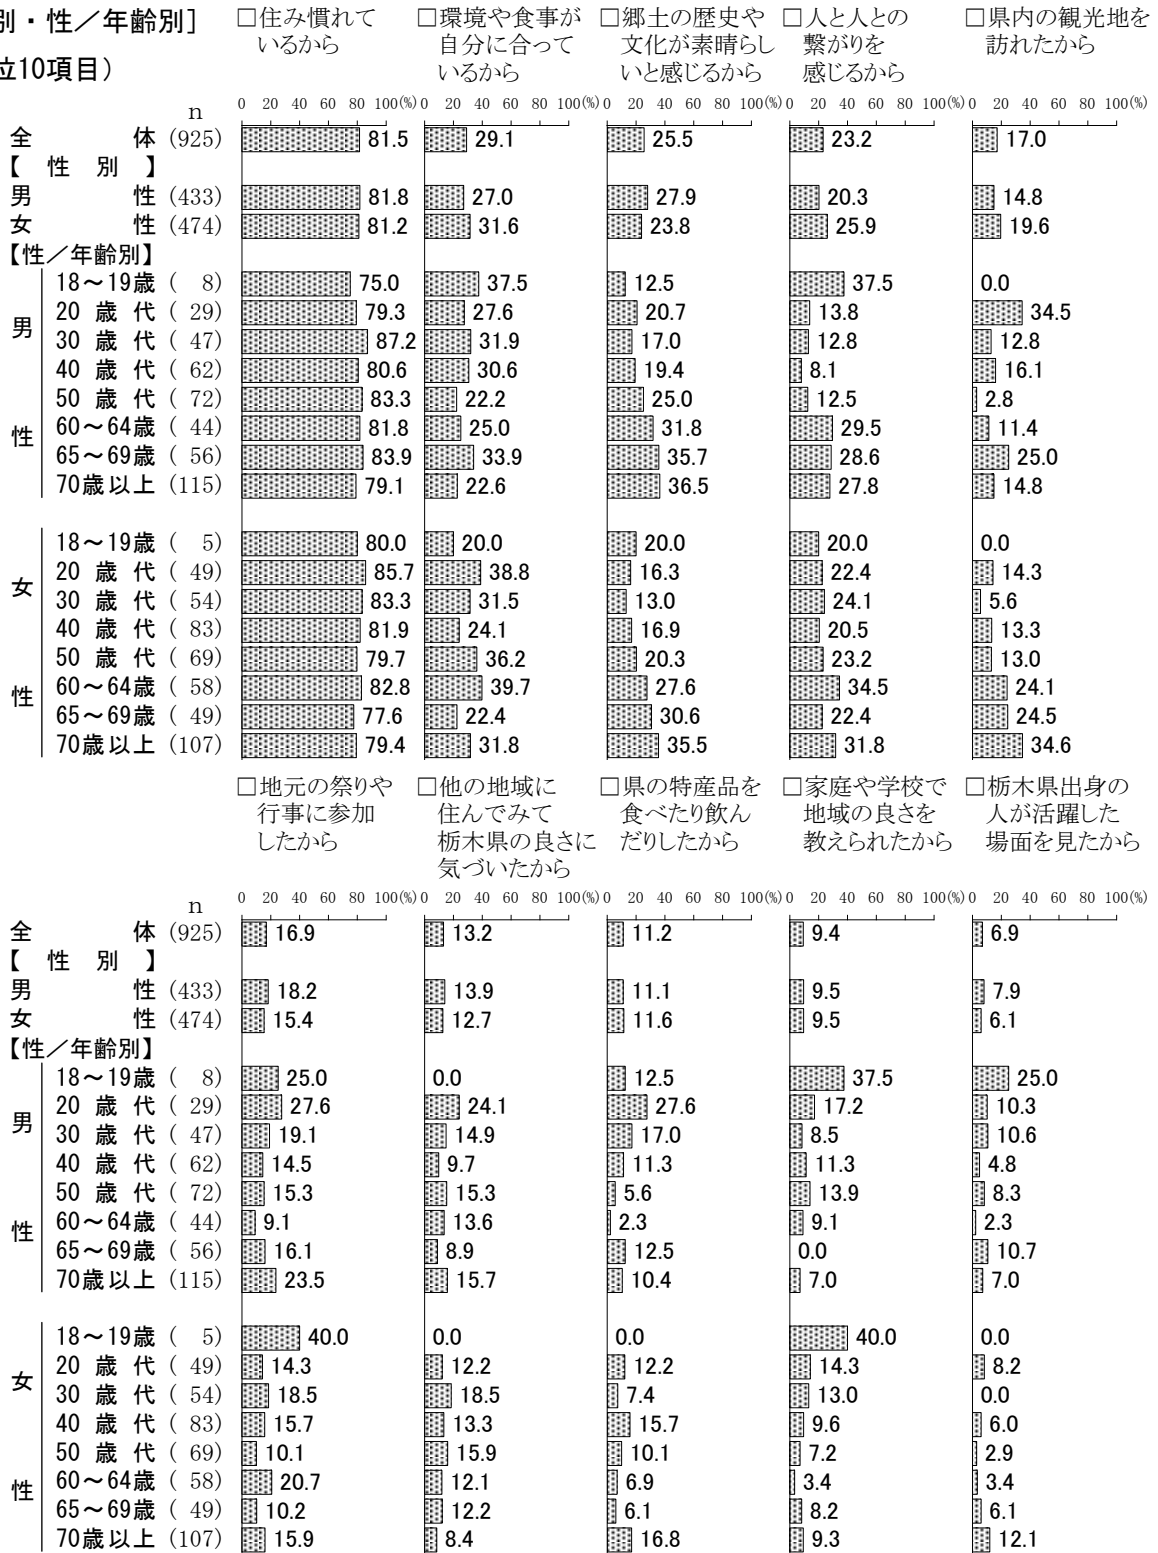 別・性／年齢別］
位10項目）
□住み慣れて
いるから
□環境や食事が
自分に合って
いるから
□郷土の歴史や
文化が素晴らし
いと感じるから
□人と人との
繋がりを
感じるから
□県内の観光地を
訪れたから
n
0 20 40 60 80 100(%) 0 20 40 60 80 100(%) 0 20 40 60 80 100(%) 0 20 40 60 80 100(%) 0 20 40 60 80 100(%)
全体 (925) 81.5 29.1 25.5 23.2 17.0
【性別】
男性 (433) 81.8 27.0 27.9 20.3 14.8
女性 (474) 81.2 31.6 23.8 25.9 19.6
【性／年齢別】
男性
18～19歳 ( 8) 75.0 37.5 12.5 37.5 0.0
20歳代 ( 29) 79.3 27.6 20.7 13.8 34.5
30歳代 ( 47) 87.2 31.9 17.0 12.8 12.8
40歳代 ( 62) 80.6 30.6 19.4 8.1 16.1
50歳代 ( 72) 83.3 22.2 25.0 12.5 2.8
60～64歳 ( 44) 81.8 25.0 31.8 29.5 11.4
65～69歳 ( 56) 83.9 33.9 35.7 28.6 25.0
70歳以上 (115) 79.1 22.6 36.5 27.8 14.8
女性
18～19歳 ( 5) 80.0 20.0 20.0 20.0 0.0
20歳代 ( 49) 85.7 38.8 16.3 22.4 14.3
30歳代 ( 54) 83.3 31.5 13.0 24.1 5.6
40歳代 ( 83) 81.9 24.1 16.9 20.5 13.3
50歳代 ( 69) 79.7 36.2 20.3 23.2 13.0
60～64歳 ( 58) 82.8 39.7 27.6 34.5 24.1
65～69歳 ( 49) 77.6 22.4 30.6 22.4 24.5
70歳以上 (107) 79.4 31.8 35.5 31.8 34.6
□地元の祭りや
行事に参加
したから
□他の地域に
住んでみて
栃木県の良さに
気づいたから
□県の特産品を
食べたり飲ん
だりしたから
□家庭や学校で
地域の良さを
教えられたから
□栃木県出身の
人が活躍した
場面を見たから
n
0 20 40 60 80 100(%) 0 20 40 60 80 100(%) 0 20 40 60 80 100(%) 0 20 40 60 80 100(%) 0 20 40 60 80 100(%)
全体 (925) 16.9 13.2 11.2 9.4 6.9
【性別】
男性 (433) 18.2 13.9 11.1 9.5 7.9
女性 (474) 15.4 12.7 11.6 9.5 6.1
【性／年齢別】
男性
18～19歳 ( 8) 25.0 0.0 12.5 37.5 25.0
20歳代 ( 29) 27.6 24.1 27.6 17.2 10.3
30歳代 ( 47) 19.1 14.9 17.0 8.5 10.6
40歳代 ( 62) 14.5 9.7 11.3 11.3 4.8
50歳代 ( 72) 15.3 15.3 5.6 13.9 8.3
60～64歳 ( 44) 9.1 13.6 2.3 9.1 2.3
65～69歳 ( 56) 16.1 8.9 12.5 0.0 10.7
70歳以上 (115) 23.5 15.7 10.4 7.0 7.0
女性
18～19歳 ( 5) 40.0 0.0 0.0 40.0 0.0
20歳代 ( 49) 14.3 12.2 12.2 14.3 8.2
30歳代 ( 54) 18.5 18.5 7.4 13.0 0.0
40歳代 ( 83) 15.7 13.3 15.7 9.6 6.0
50歳代 ( 69) 10.1 15.9 10.1 7.2 2.9
60～64歳 ( 58) 20.7 12.1 6.9 3.4 3.4
65～69歳 ( 49) 10.2 12.2 6.1 8.2 6.1
70歳以上 (107) 15.9 8.4 16.8 9.3 12.1